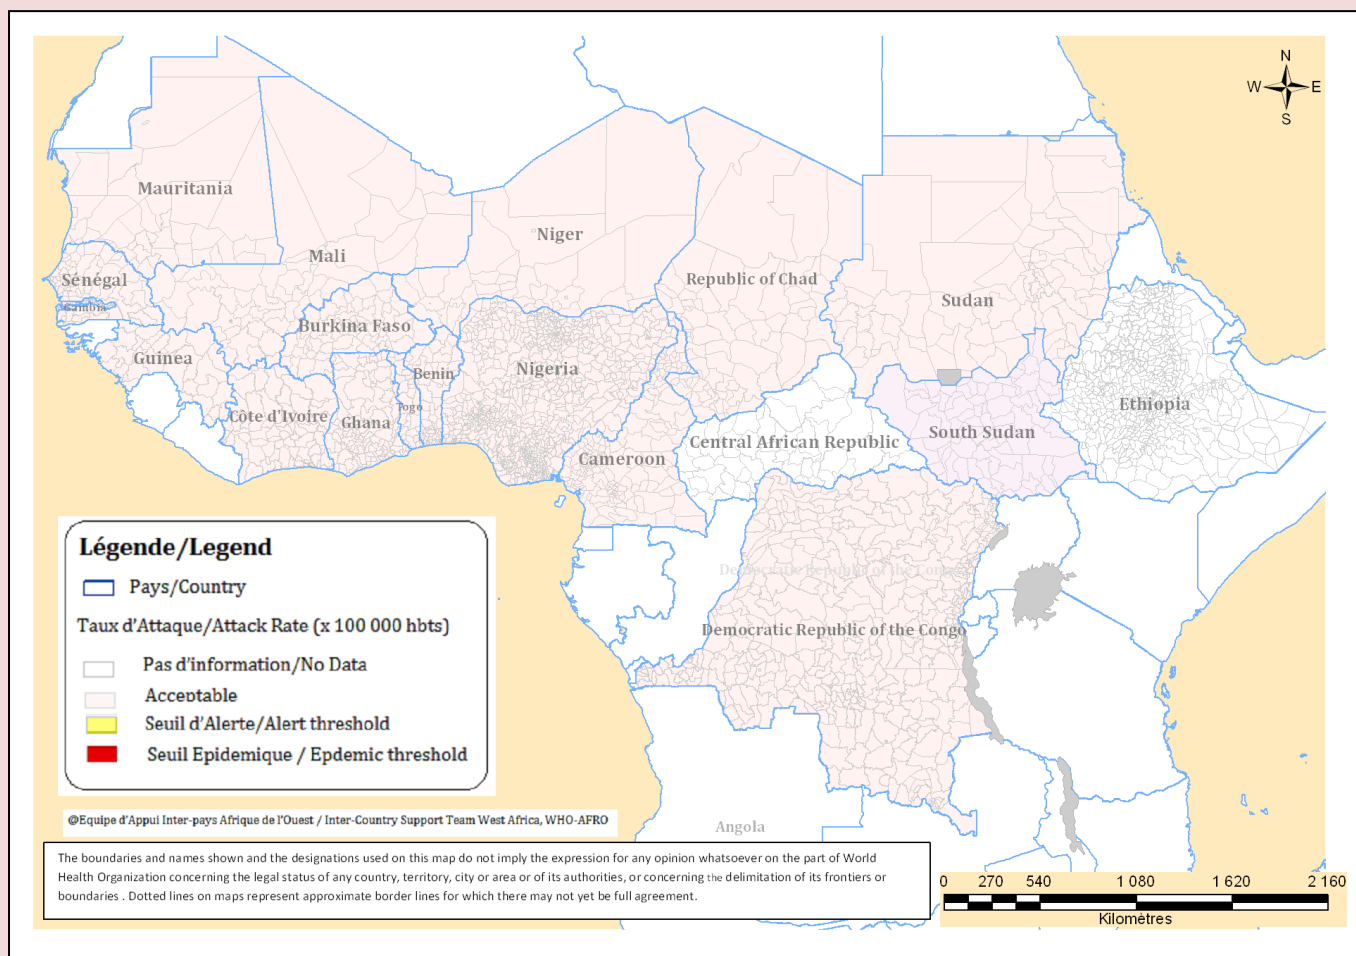 N
W E
S
Mauritania
Mali
Niger
Republic of Chad
Sudan
Sénégal
Gambia
Burkina Faso
Guinea
Nigeria
Benin
Togo
Côte d'Ivoire
Ghana
Cameroon
Central African Republic
South Sudan
Ethiopia
Democratic Republic of the Congo
Democratic Republic of the Congo
Angola
Légende/Legend
Pays/Country
Taux d'Attaque/Attack Rate (x 100 000 hbts)
Pas d'information/No Data
Acceptable
Seuil d'Alerte/Alert threshold
Seuil Epidemique / Epdemic threshold
@Equipe d'Appui Inter-pays Afrique de l'Ouest / Inter-Country Support Team West Africa, WHO-AFRO
The boundaries and names shown and the designations used on this map do not imply the expression for any opinion whatsoever on the part of World
Health Organization concerning the legal status of any country, territory, city or area or of its authorities, or concerning the delimitation of its frontiers or
boundaries . Dotted lines on maps represent approximate border lines for which there may not yet be full agreement.
0 270 540 1 080 1 620 2 160
Kilomètres